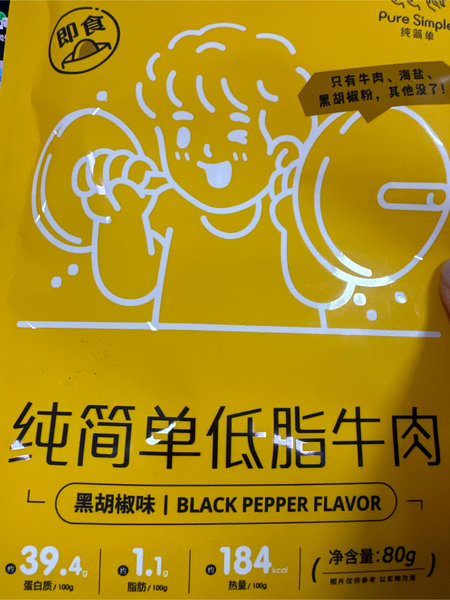 即食
Pure Simple
纯简单
只有牛肉、海盐、
黑胡椒粉,其他没了!
纯简单低脂牛肉
黑胡椒味 | BLACK PEPPER FLAVOR
约 39.4g
蛋白质 / 100g
约 1.1g
脂肪 / 100g
约 184kcal
热量 / 100g
净含量: 80g
图片仅供参考 以实物为准